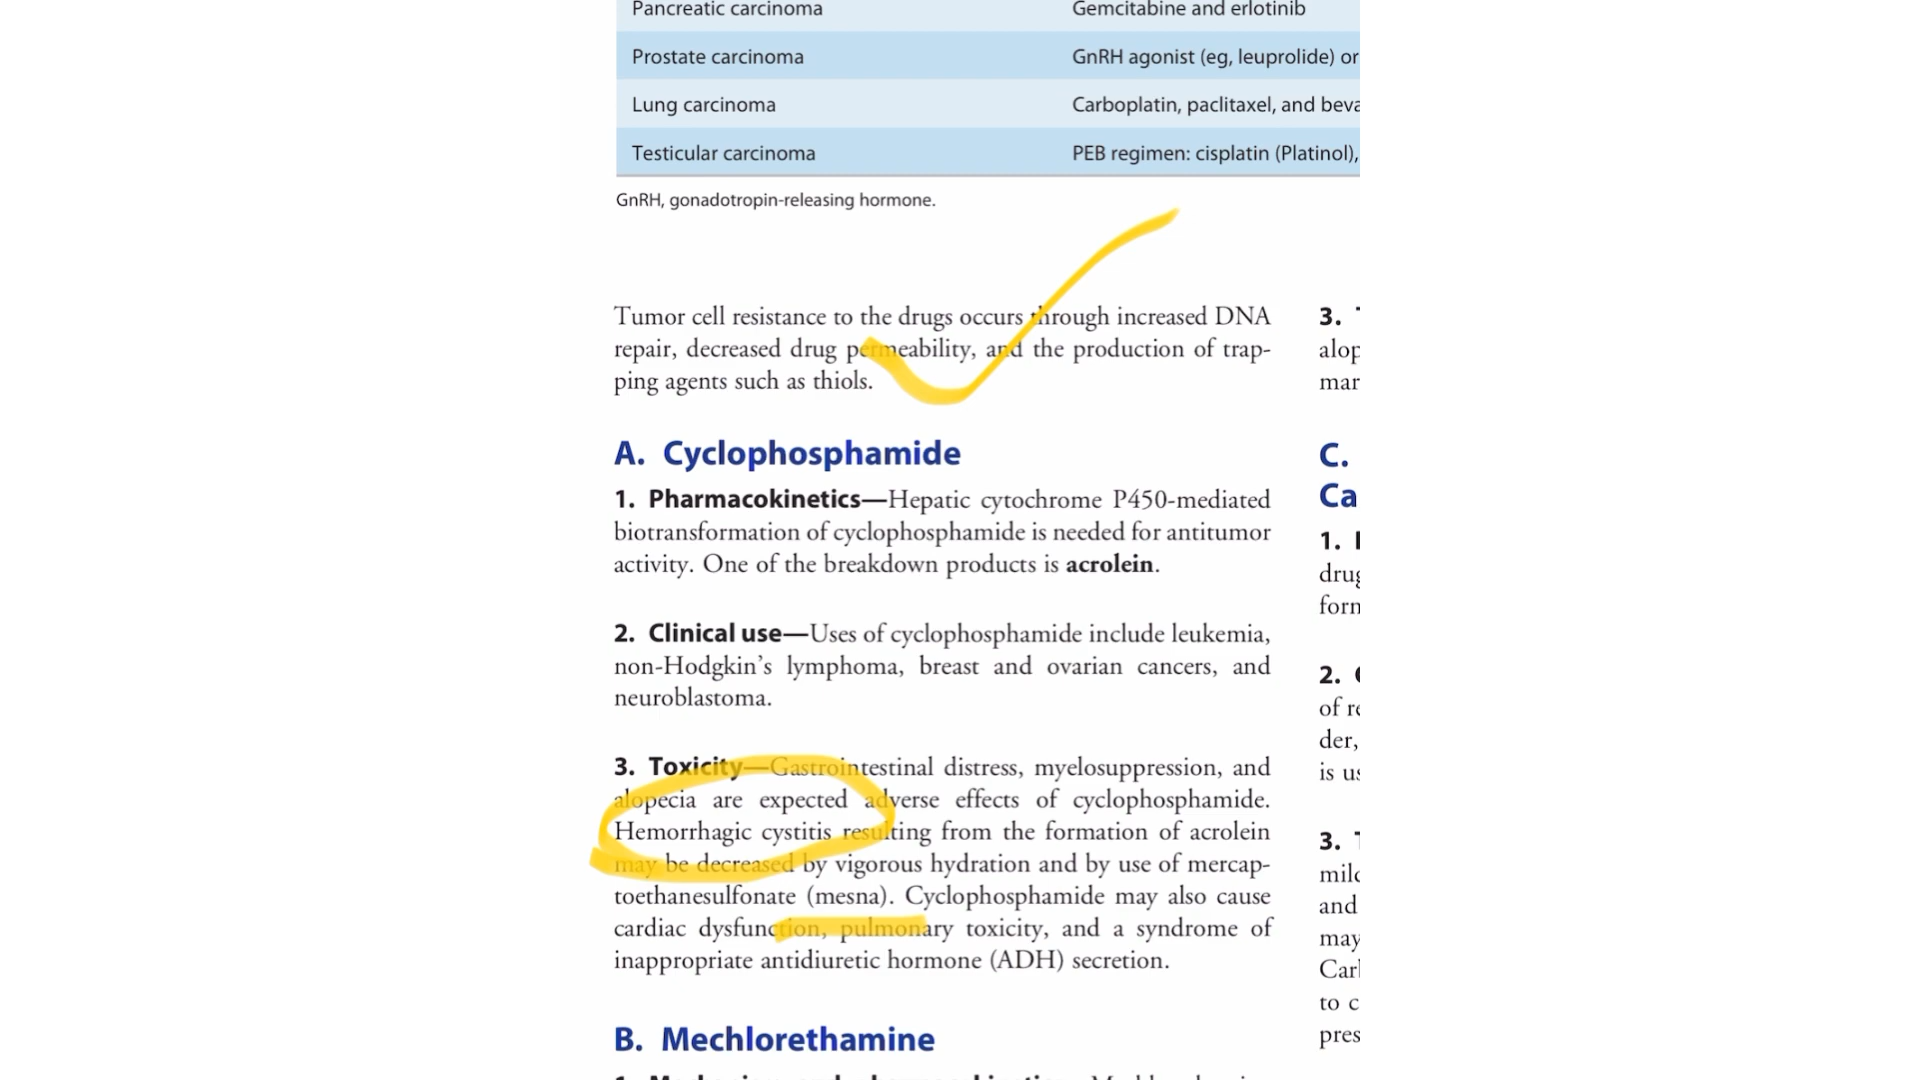 Pancreatic carcinoma Gemcitabine and erlotinib
Prostate carcinoma GnRH agonist (eg, leuprolide) or
Lung carcinoma Carboplatin, paclitaxel, and beva
Testicular carcinoma PEB regimen: cisplatin (Platinol),
GnRH, gonadotropin-releasing hormone.
Tumor cell resistance to the drugs occurs through increased DNA
repair, decreased drug permeability, and the production of trap-
ping agents such as thiols.
A. Cyclophosphamide
1. Pharmacokinetics—Hepatic cytochrome P450-mediated
biotransformation of cyclophosphamide is needed for antitumor
activity. One of the breakdown products is acrolein.
2. Clinical use—Uses of cyclophosphamide include leukemia,
non-Hodgkin's lymphoma, breast and ovarian cancers, and
neuroblastoma.
3. Toxicity—Gastrointestinal distress, myelosuppression, and
alopecia are expected adverse effects of cyclophosphamide.
Hemorrhagic cystitis resulting from the formation of acrolein
may be decreased by vigorous hydration and by use of mercap-
toethanesulfonate (mesna). Cyclophosphamide may also cause
cardiac dysfunction, pulmonary toxicity, and a syndrome of
inappropriate antidiuretic hormone (ADH) secretion.
B. Mechlorethamine
3.
alop
mar
C.
Ca
1.
drug
form
2.
of re
der,
is us
3.
mild
and
may
Carl
to c
pres